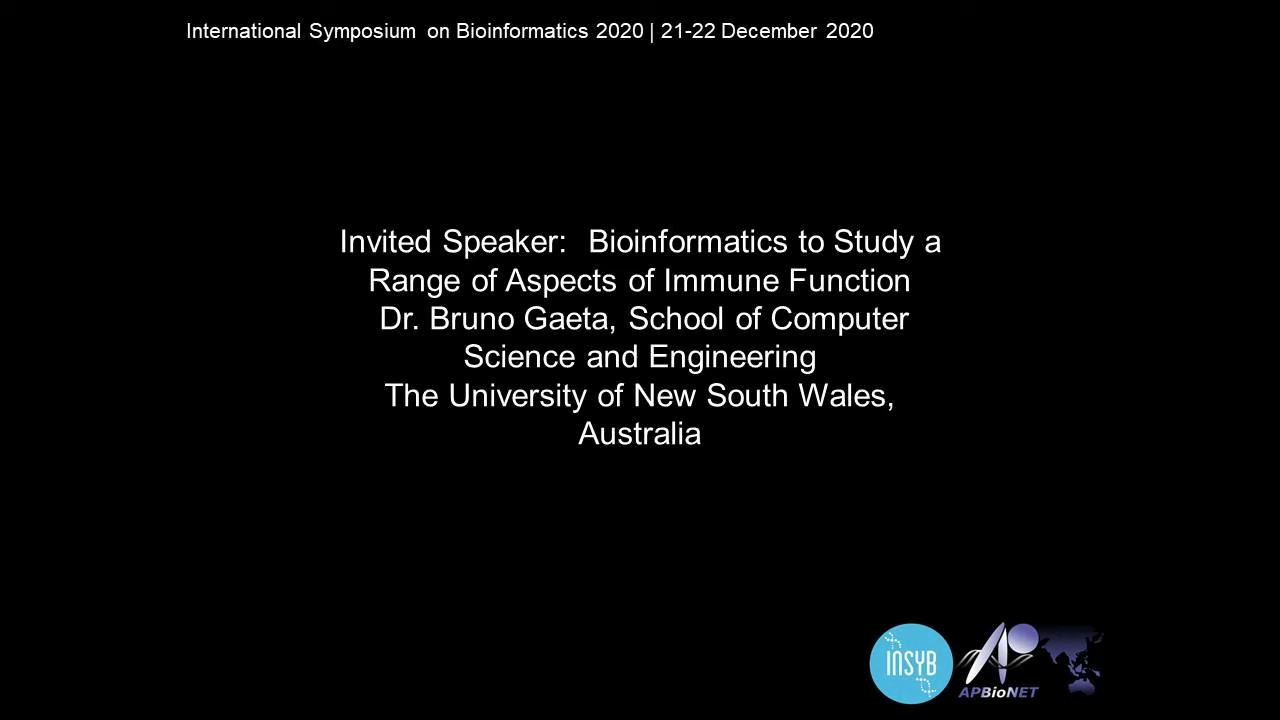 International Symposium on Bioinformatics 2020 | 21-22 December 2020
Invited Speaker: Bioinformatics to Study a
Range of Aspects of Immune Function
Dr. Bruno Gaeta, School of Computer
Science and Engineering
The University of New South Wales,
Australia
INSYB
APBioNET